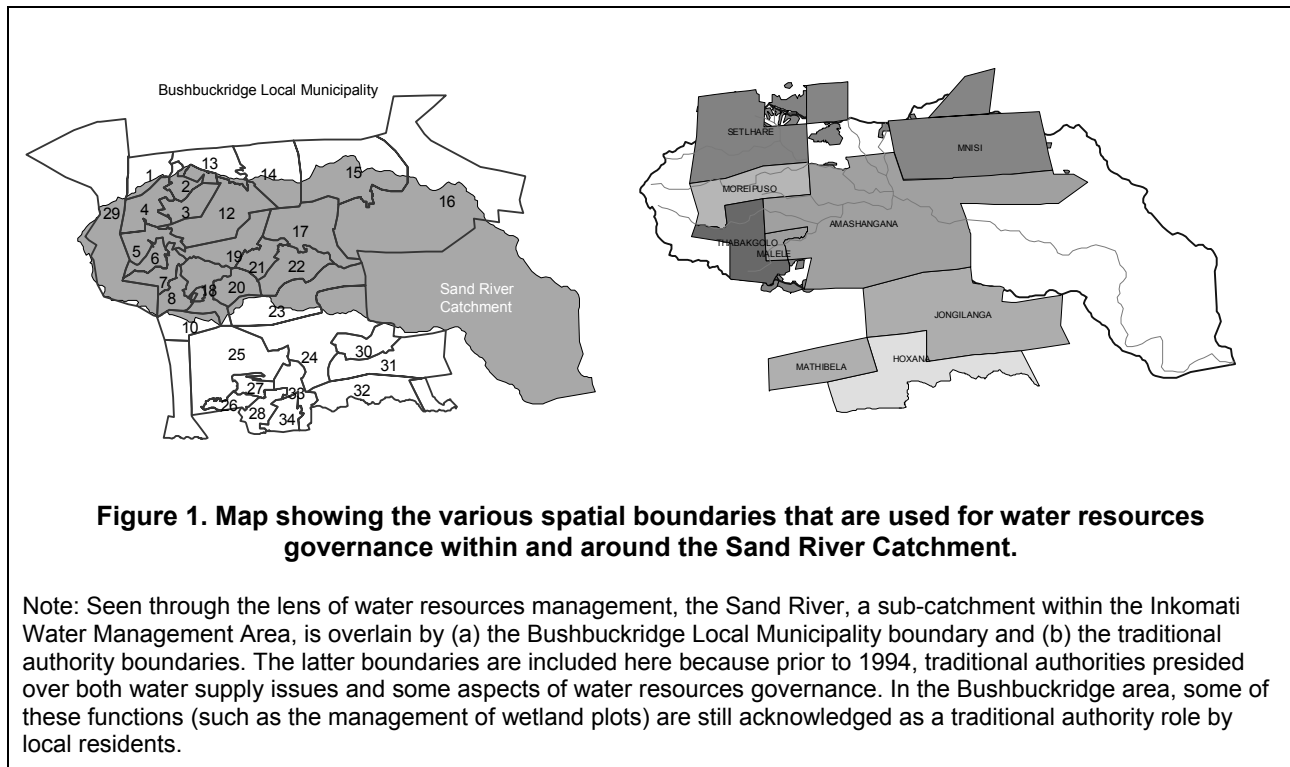 Bushbuckridge Local Municipality
13
1
14
15
2
16
29
4
3
12
17
5
6
19
21
22
7
18
20
8
Sand River
Catchment
23
10
25
24
30
31
27
33
32
26
28
34
SETLHARE
MNISI
MOREIPUSO
AMASHANGANA
THABAKGOLO
MALELE
JONGILANGA
HOXANA
MATHIBELA
Figure 1. Map showing the various spatial boundaries that are used for water resources
governance within and around the Sand River Catchment.
Note: Seen through the lens of water resources management, the Sand River, a sub-catchment within the Inkomati
Water Management Area, is overlain by (a) the Bushbuckridge Local Municipality boundary and (b) the traditional
authority boundaries. The latter boundaries are included here because prior to 1994, traditional authorities presided
over both water supply issues and some aspects of water resources governance. In the Bushbuckridge area, some of
these functions (such as the management of wetland plots) are still acknowledged as a traditional authority role by
local residents.